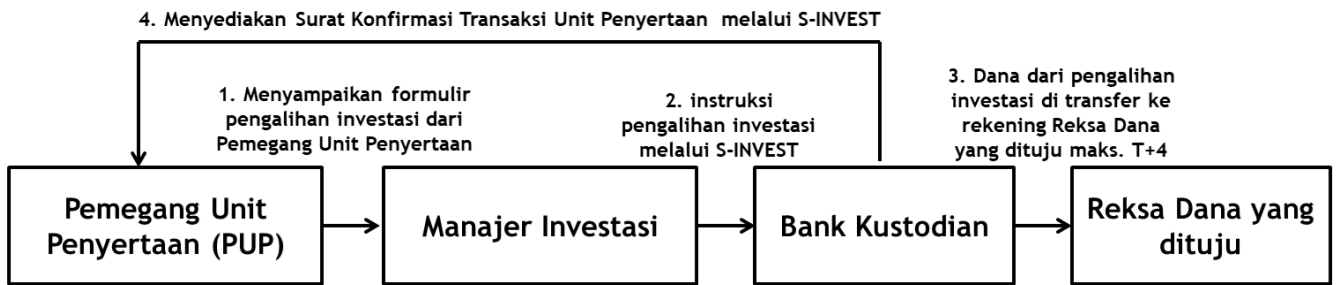 4. Menyediakan Surat Konfirmasi Transaksi Unit Penyertaan melalui S-INVEST
1. Menyampaikan formulir
pengalihan investasi dari
Pemegang Unit Penyertaan
2. instruksi
pengalihan investasi
melalui S-INVEST
3. Dana dari pengalihan
investasi di transfer ke
rekening Reksa Dana
yang dituju maks. T+4
Pemegang Unit
Penyertaan (PUP)
Manajer Investasi
Bank Kustodian
Reksa Dana yang
dituju